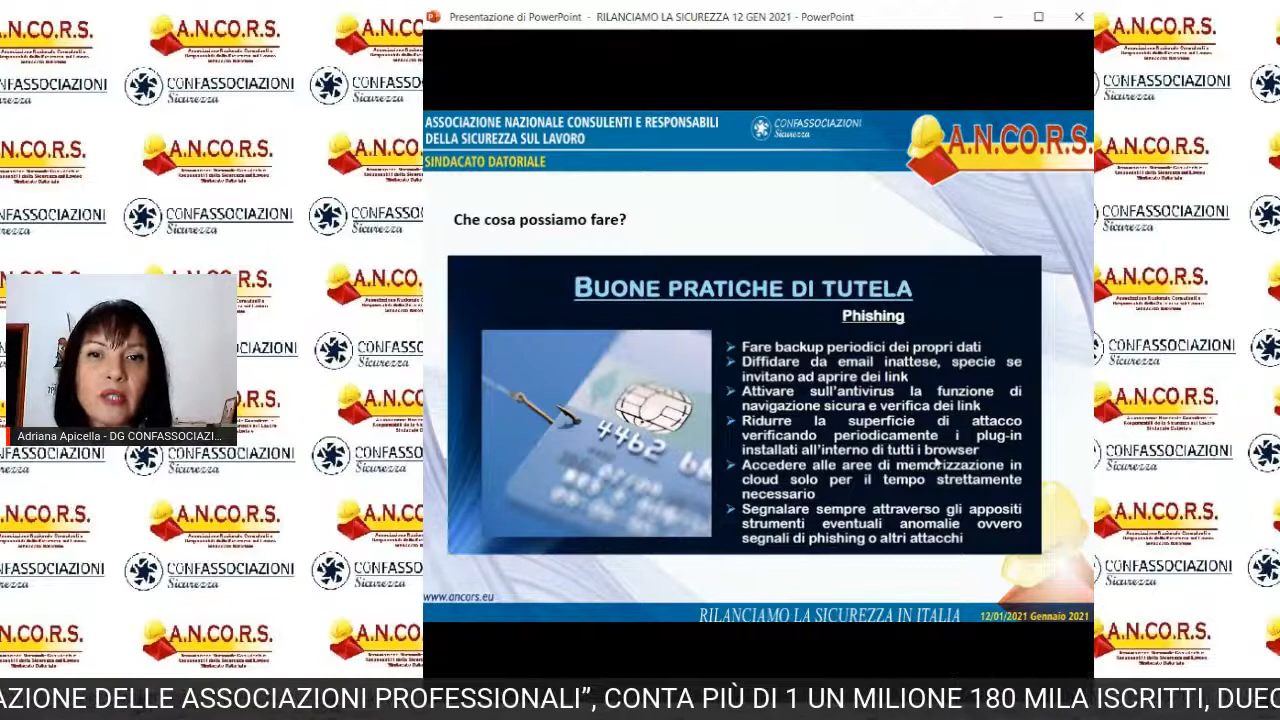 Presentazione di PowerPoint - RILANCIAMO LA SICUREZZA 12 GEN 2021 - PowerPoint
ASSOCIAZIONE NAZIONALE CONSULENTI E RESPONSABILI
DELLA SICUREZZA SUL LAVORO
SINDACATO DATORIALE
CONFASSOCIAZIONI
Sicurezza
A.N.CO.R.S.
Che cosa possiamo fare?
BUONE PRATICHE DI TUTELA
Phishing
Fare backup periodici dei propri dati
Diffidare da email inattese, specie se
invitano ad aprire dei link
Attivare sull'antivirus la funzione di
navigazione sicura e verifica dei link
Ridurre la superficie di attacco
verificando periodicamente i plug-in
installati all'interno di tutti i browser
Accedere alle aree di memorizzazione in
cloud solo per il tempo strettamente
necessario
Segnalare sempre attraverso gli appositi
strumenti eventuali anomalie ovvero
segnali di phishing o altri attacchi
www.ancors.eu
RILANCIAMO LA SICUREZZA IN ITALIA
12/01/2021 Gennaio 2021
Adriana Apicella - DG CONFASSOCIAZI...
AZIONE DELLE ASSOCIAZIONI PROFESSIONALI”, CONTA PIÙ DI 1 UN MILIONE 180 MILA ISCRITTI, DUEC